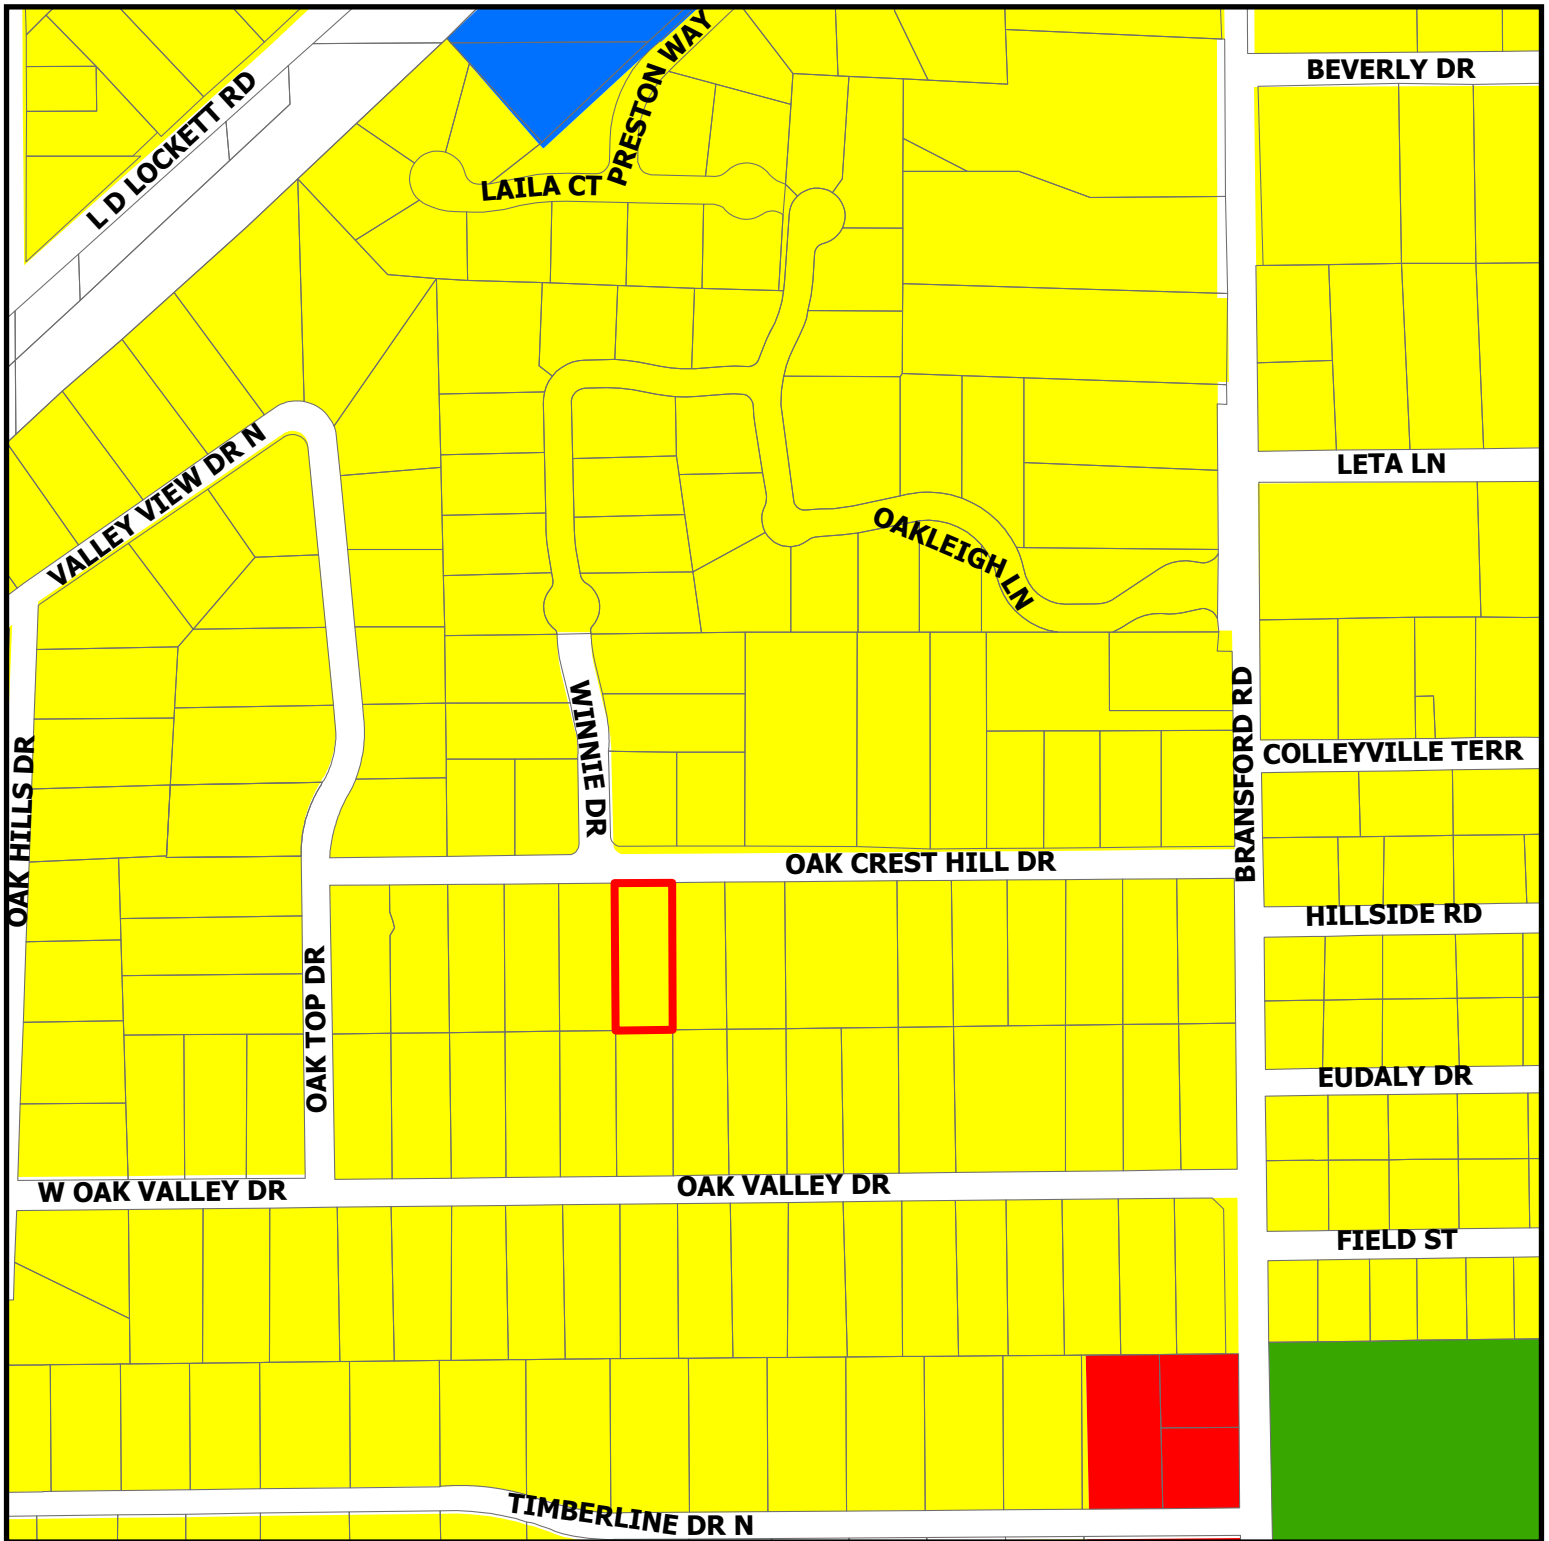 PRESTON WAY
BEVERLY DR
L D LOCKETT RD
LAILA CT
VALLEY VIEW DR N
LETA LN
OAKLEIGH LN
WINNIE DR
BRANSFORD RD
COLLEYVILLE TERR
OAK HILLS DR
OAK CREST HILL DR
HILLSIDE RD
OAK TOP DR
EUDALY DR
W OAK VALLEY DR
OAK VALLEY DR
FIELD ST
TIMBERLINE DR N